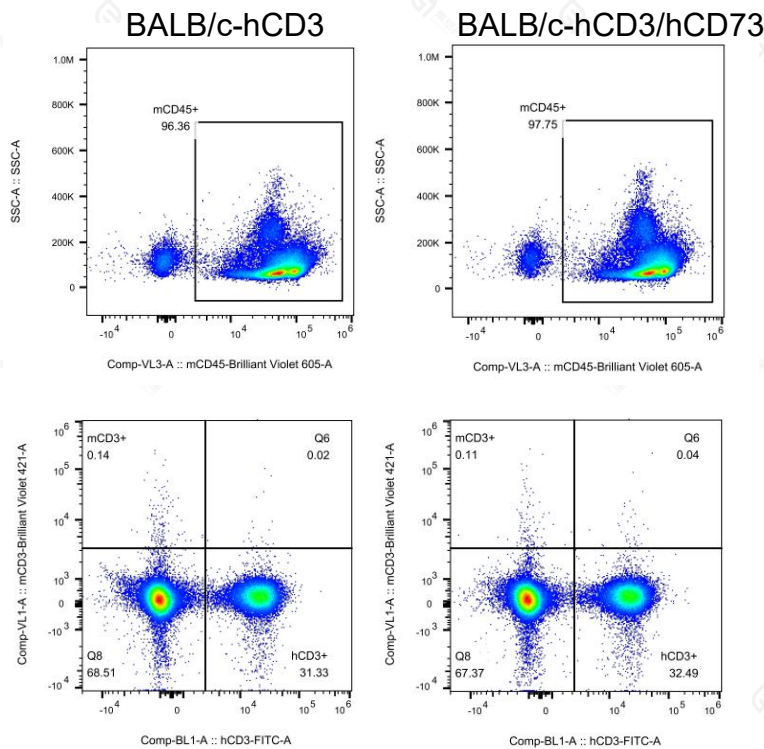 BALB/c-hCD3
BALB/c-hCD3/hCD73
1.0M
800K
600K
400K
200K
0
SSC-A :: SSC-A
mCD45+
96.36
-10^4
0
10^4
10^5
10^6
Comp-VL3-A :: mCD45-Brilliant Violet 605-A
1.0M
800K
600K
400K
200K
0
SSC-A :: SSC-A
mCD45+
97.75
-10^4
0
10^4
10^5
10^6
Comp-VL3-A :: mCD45-Brilliant Violet 605-A
10^6
10^5
10^4
10^3
0
-10^3
-10^4
Comp-VL1-A :: mCD3-Brilliant Violet 421-A
mCD3+
0.14
Q6
0.02
Q8
68.51
hCD3+
31.33
-10^4
0
10^4
10^5
10^6
Comp-BL1-A :: hCD3-FITC-A
10^6
10^5
10^4
10^3
0
-10^3
-10^4
Comp-VL1-A :: mCD3-Brilliant Violet 421-A
mCD3+
0.11
Q6
0.04
Q8
67.37
hCD3+
32.49
-10^4
0
10^4
10^5
10^6
Comp-BL1-A :: hCD3-FITC-A